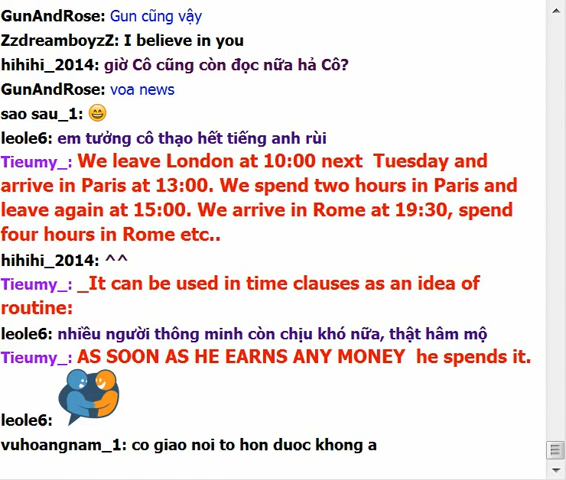 GunAndRose: Gun cũng vậy
ZzdreamboyzZ: I believe in you
hihihi_2014: giờ Cô cũng còn đọc nữa hả Cô?
GunAndRose: voa news
sao sau_1: 😄
leole6: em tưởng cô thạo hết tiếng anh rùi
Tieumy_: We leave London at 10:00 next  Tuesday and
arrive in Paris at 13:00. We spend two hours in Paris and
leave again at 15:00. We arrive in Rome at 19:30, spend
four hours in Rome etc..
hihihi_2014: ^^
Tieumy_: _It can be used in time clauses as an idea of
routine:
leole6: nhiều người thông minh còn chịu khó nữa, thật hâm mộ
Tieumy_: AS SOON AS HE EARNS ANY MONEY  he spends it.
leole6:
vuhoangnam_1: co giao noi to hon duoc khong a